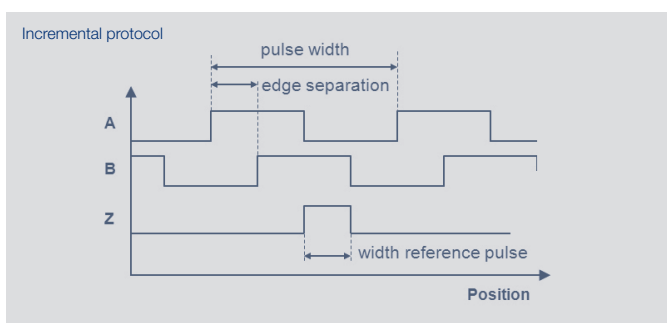 Incremental protocol
pulse width
edge separation
A
B
Z
width reference pulse
Position